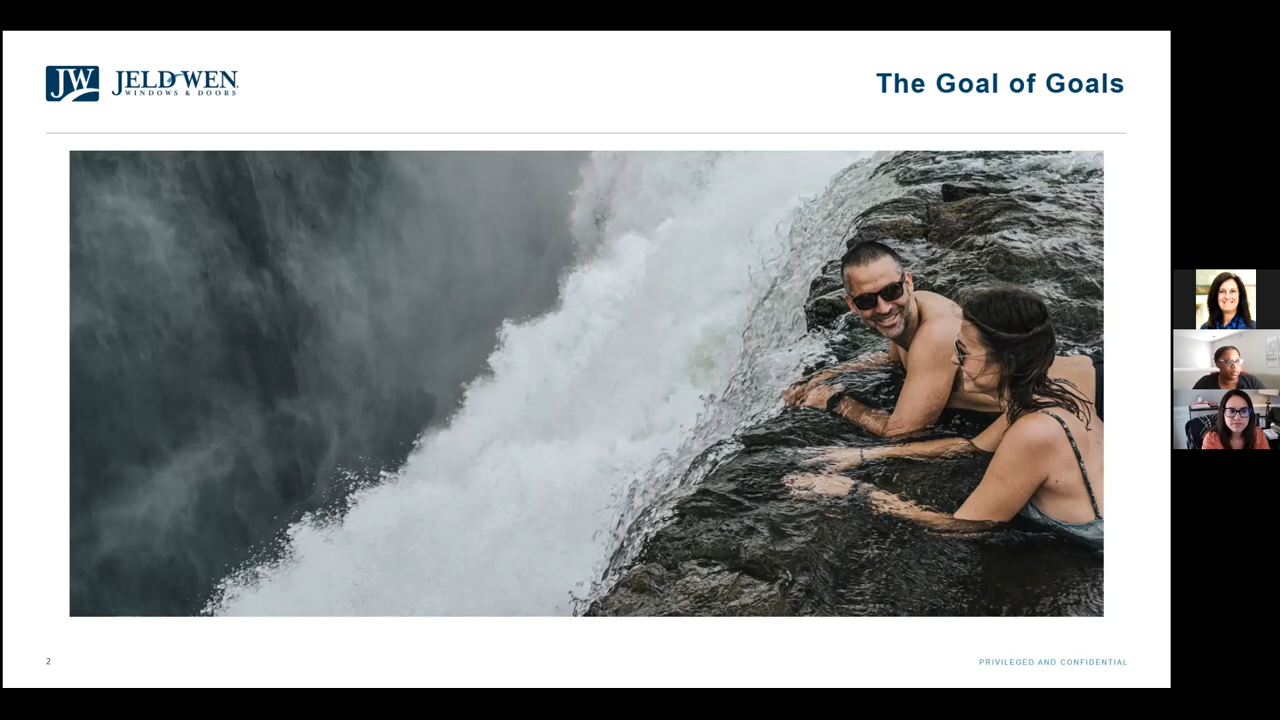 JW JELD-WEN
WINDOWS & DOORS
The Goal of Goals
2
PRIVILEGED AND CONFIDENTIAL